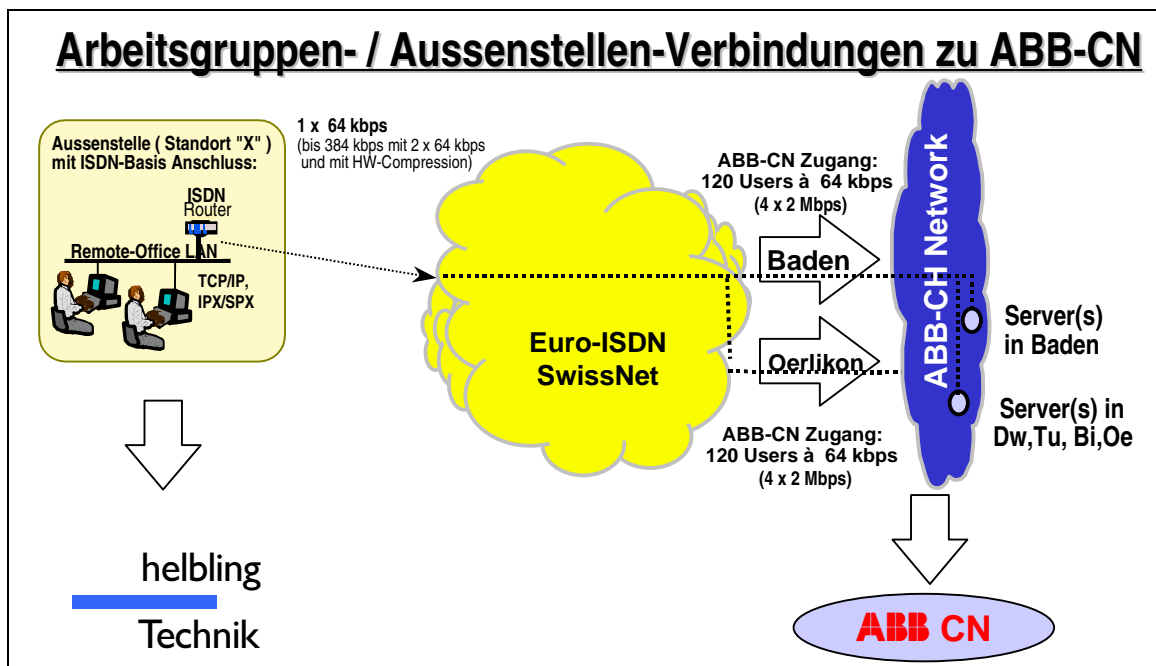 Arbeitsgruppen- / Aussenstellen-Verbindungen zu ABB-CN
Aussenstelle ( Standort "X" )
mit ISDN-Basis Anschluss:
ISDN
Router
Remote-Office LAN
TCP/IP,
IPX/SPX
1 x 64 kbps
(bis 384 kbps mit 2 x 64 kbps
und mit HW-Compression)
Euro-ISDN
SwissNet
ABB-CN Zugang:
120 Users à 64 kbps
(4 x 2 Mbps)
Baden
Oerlikon
ABB-CN Zugang:
120 Users à 64 kbps
(4 x 2 Mbps)
ABB-CH Network
Server(s)
in Baden
Server(s) in
Dw,Tu, Bi,Oe
helbling
Technik
ABB CN